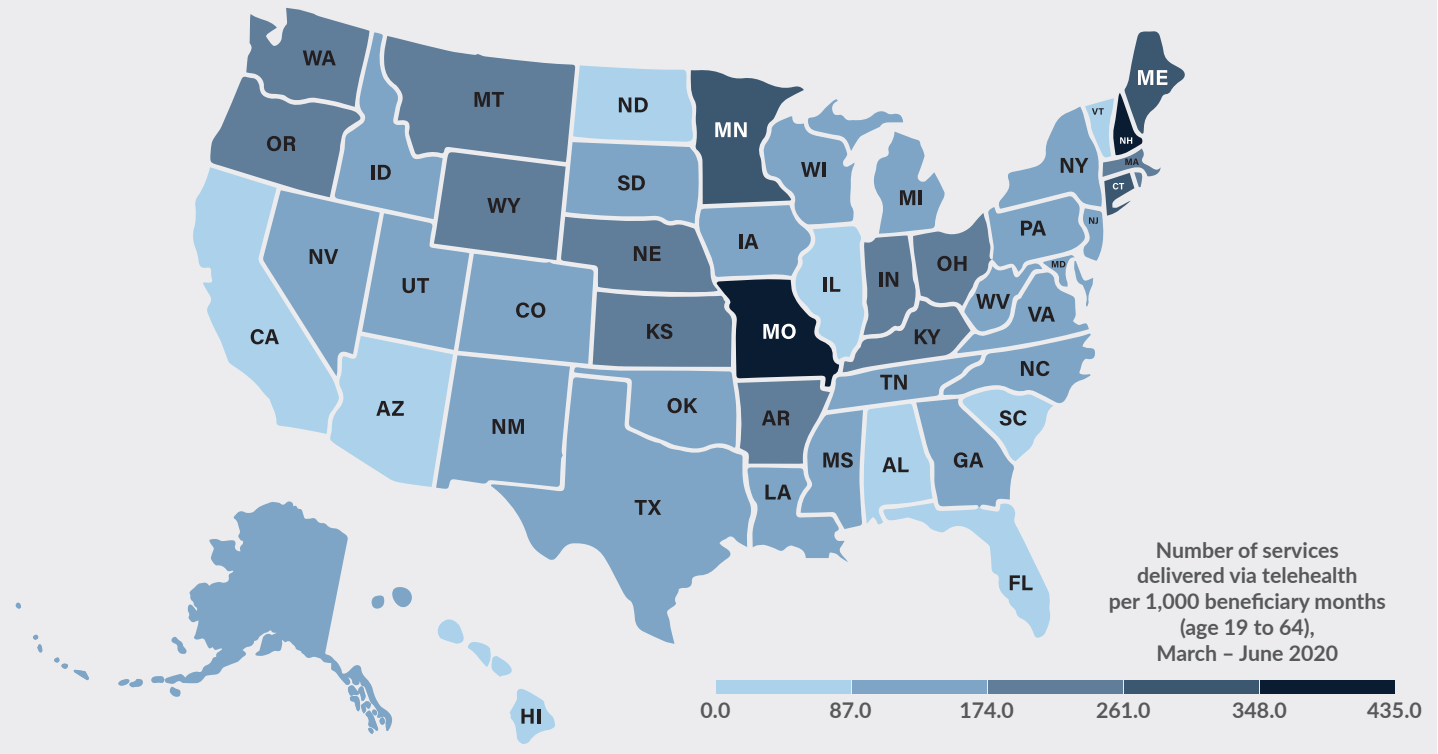 WA
MT
ND
MN
ME
VT
NH
OR
ID
SD
WI
NY
MA
CT
WY
MI
NE
IA
PA
NJ
NV
UT
CO
IL
IN
OH
MD
WV
VA
CA
KS
MO
KY
NC
TN
AZ
NM
OK
AR
SC
MS
AL
GA
LA
TX
FL
HI
Number of services
delivered via telehealth
per 1,000 beneficiary months
(age 19 to 64),
March – June 2020
0.0 87.0 174.0 261.0 348.0 435.0